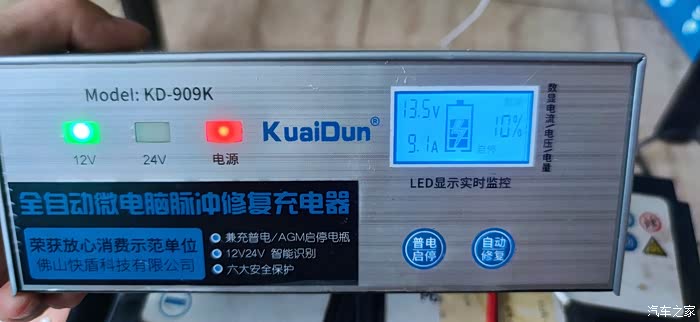 Model: KD-909K
12V
24V
电源
KuaiDun®
13.5V
9.1A
10%
启停
数显电流/电压/电量
LED显示实时监控
全自动微电脑脉冲修复充电器
荣获放心消费示范单位
佛山快盾科技有限公司
兼充普电/AGM启停电瓶
12V24V 智能识别
六大安全保护
普电
启停
自动
修复
汽车之家